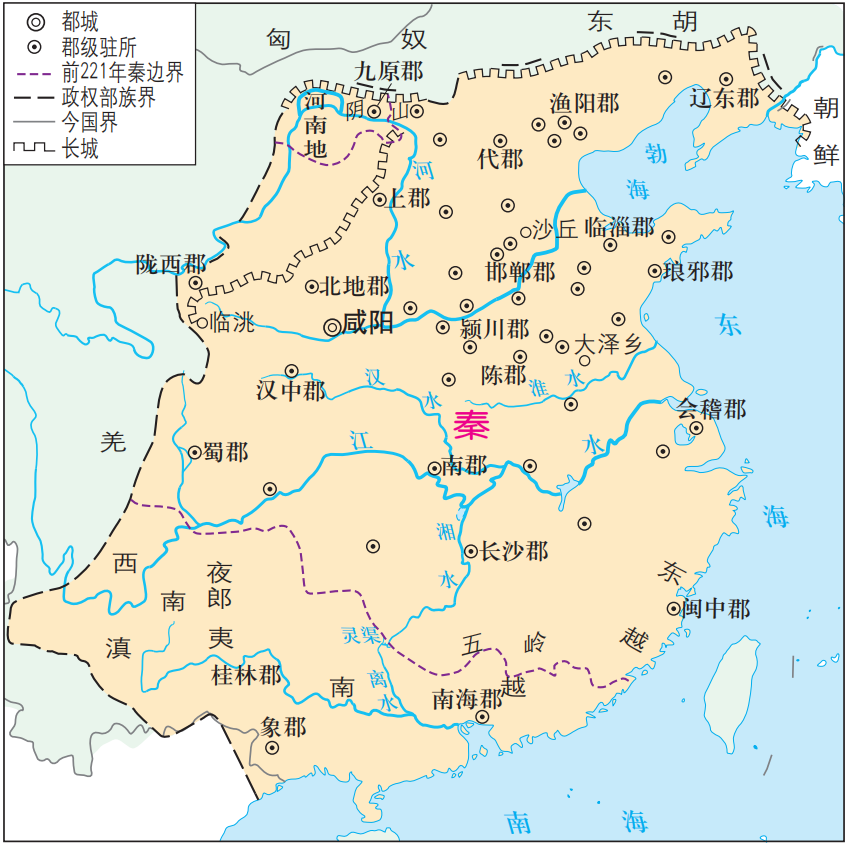 都城
郡级驻所
前221年秦边界
政权部族界
今国界
长城
匈奴
东胡
九原郡
河南地
阴山
渔阳郡
辽东郡
朝鲜
代郡
勃海
河水
上郡
沙丘
临淄郡
陇西郡
北地郡
邯郸郡
琅邪郡
临洮
咸阳
颍川郡
大泽乡
东海
汉中郡
汉水
陈郡
淮水
会稽郡
秦
羌
蜀郡
江水
南郡
湘水
长沙郡
西南夷
夜郎
滇
东越
闽中郡
灵渠
五岭
桂林郡
离水
南越
南海郡
象郡
南海